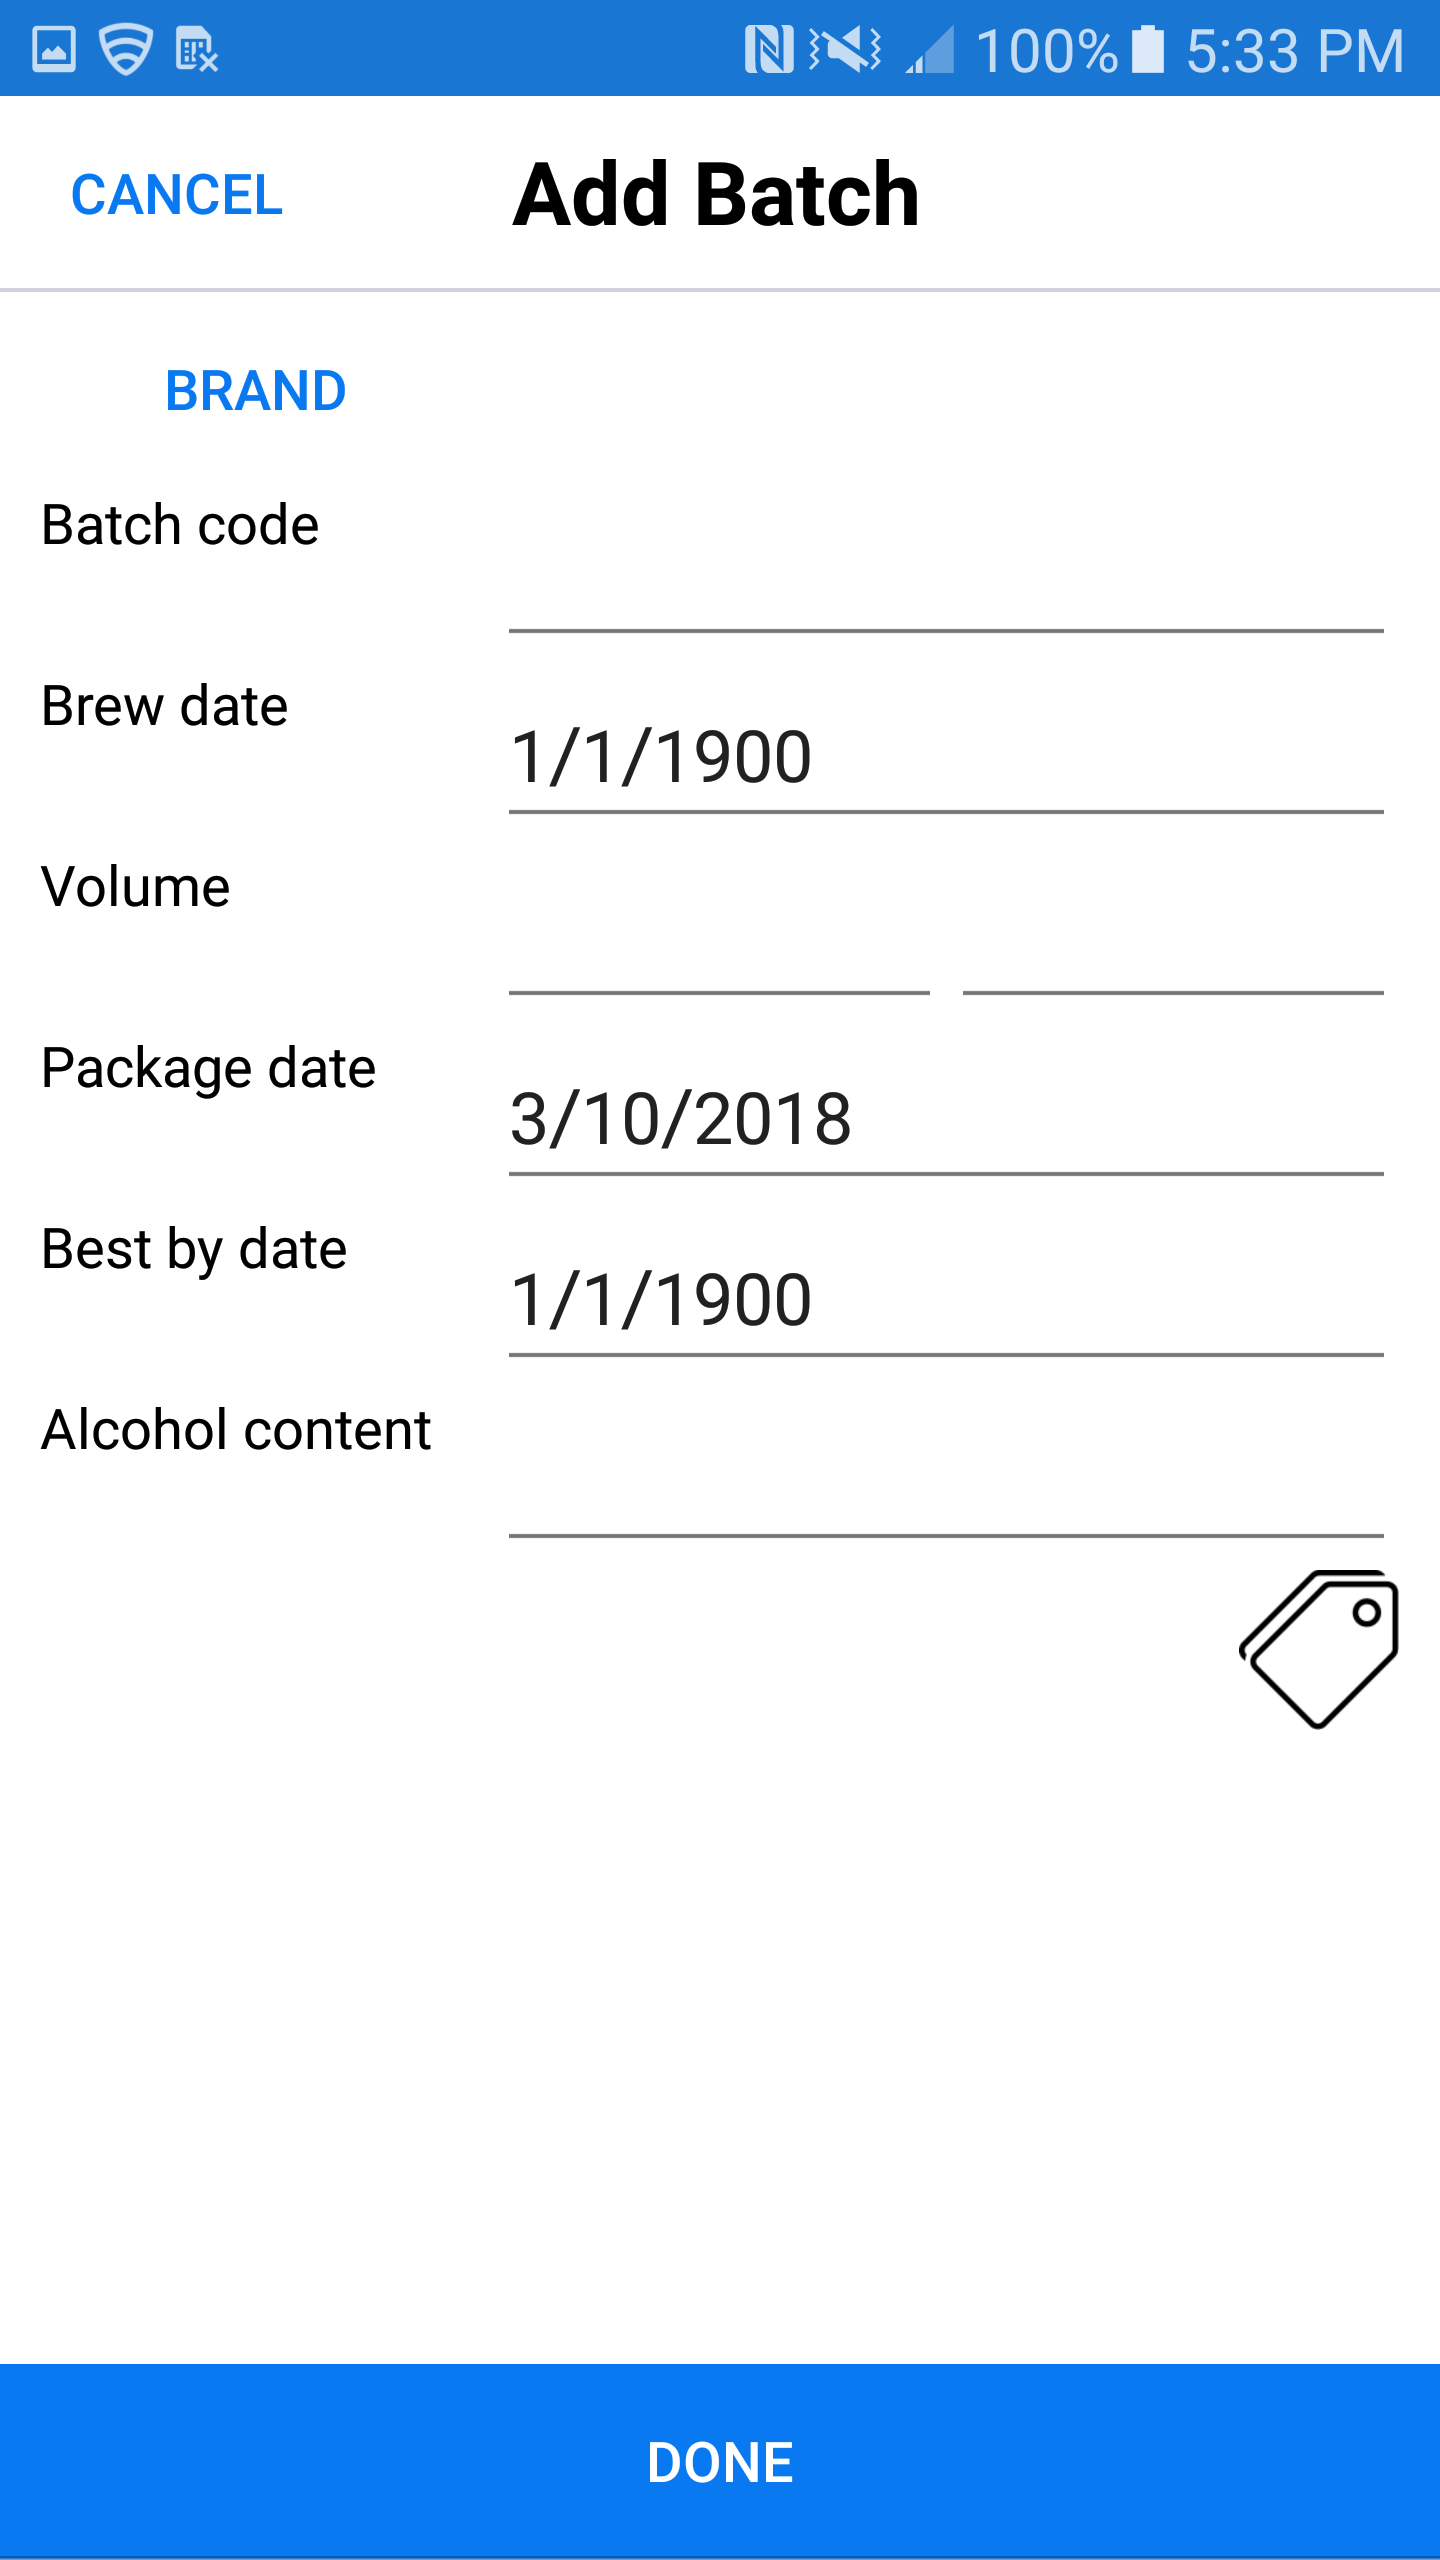 100% 5:33 PM
CANCEL Add Batch
BRAND
Batch code
Brew date
1/1/1900
Volume
Package date
3/10/2018
Best by date
1/1/1900
Alcohol content
DONE